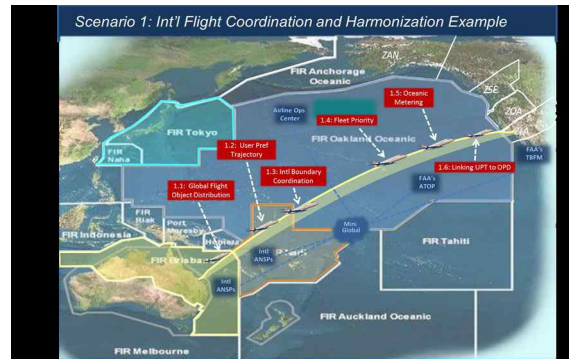 Scenario 1: Int'l Flight Coordination and Harmonization Example
ZAN
FIR Anchorage
Oceanic
1.5: Oceanic
Metering
ZSE
Airline Ops
Center
1.4: Fleet Priority
ZOA
ZLA
FIR Tokyo
FIR Oakland Oceanic
FIR
Naha
1.2: User Pref
Trajectory
FAA's
TBFM
1.3: Intl Boundary
Coordination
1.6: Linking UPT to OPD
1.1: Global Flight
Object Distribution
FAA's
ATOP
FIR
Riak
Port
Moresby
Mini
Global
FIR Indonesia
Honiara
FIR Tahiti
FIR Brisba
Intl
ANSPs
Intl
ANSPs
FIR Auckland Oceanic
FIR Melbourne